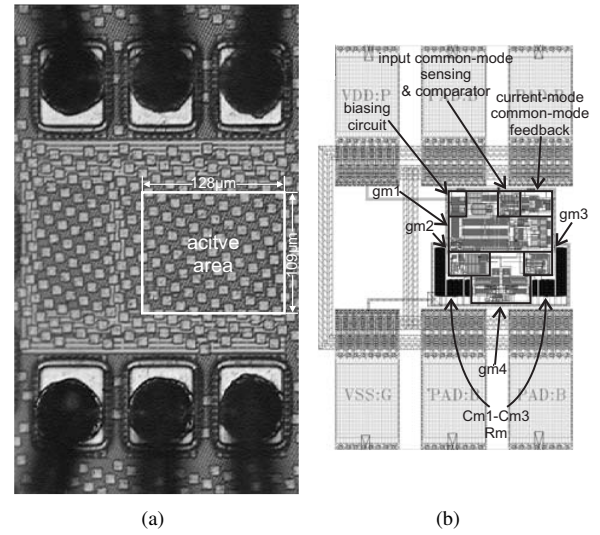 128μm
109μm
acitve
area
(a)
input common-mode
sensing
& comparator
biasing
circuit
current-mode
common-mode
feedback
VDD:P
PAD:B
PAD:B
gm1
gm2
gm3
gm4
VSS:G
PAD:B
PAD:B
Cm1-Cm3
Rm
(b)